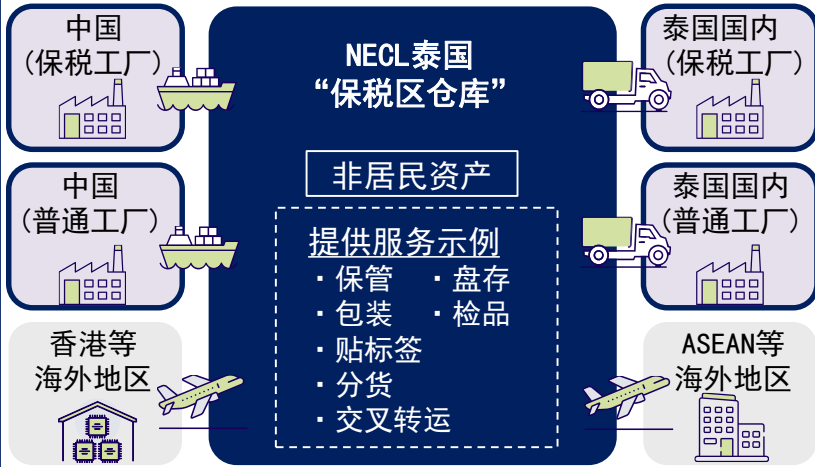 中国
（保税工厂）
中国
（普通工厂）
香港等
海外地区
NECL泰国
“保税区仓库”
非居民资产
提供服务示例
・保管 ・盘存
・包装 ・检品
・贴标签
・分货
・交叉转运
泰国国内
（保税工厂）
泰国国内
（普通工厂）
ASEAN等
海外地区